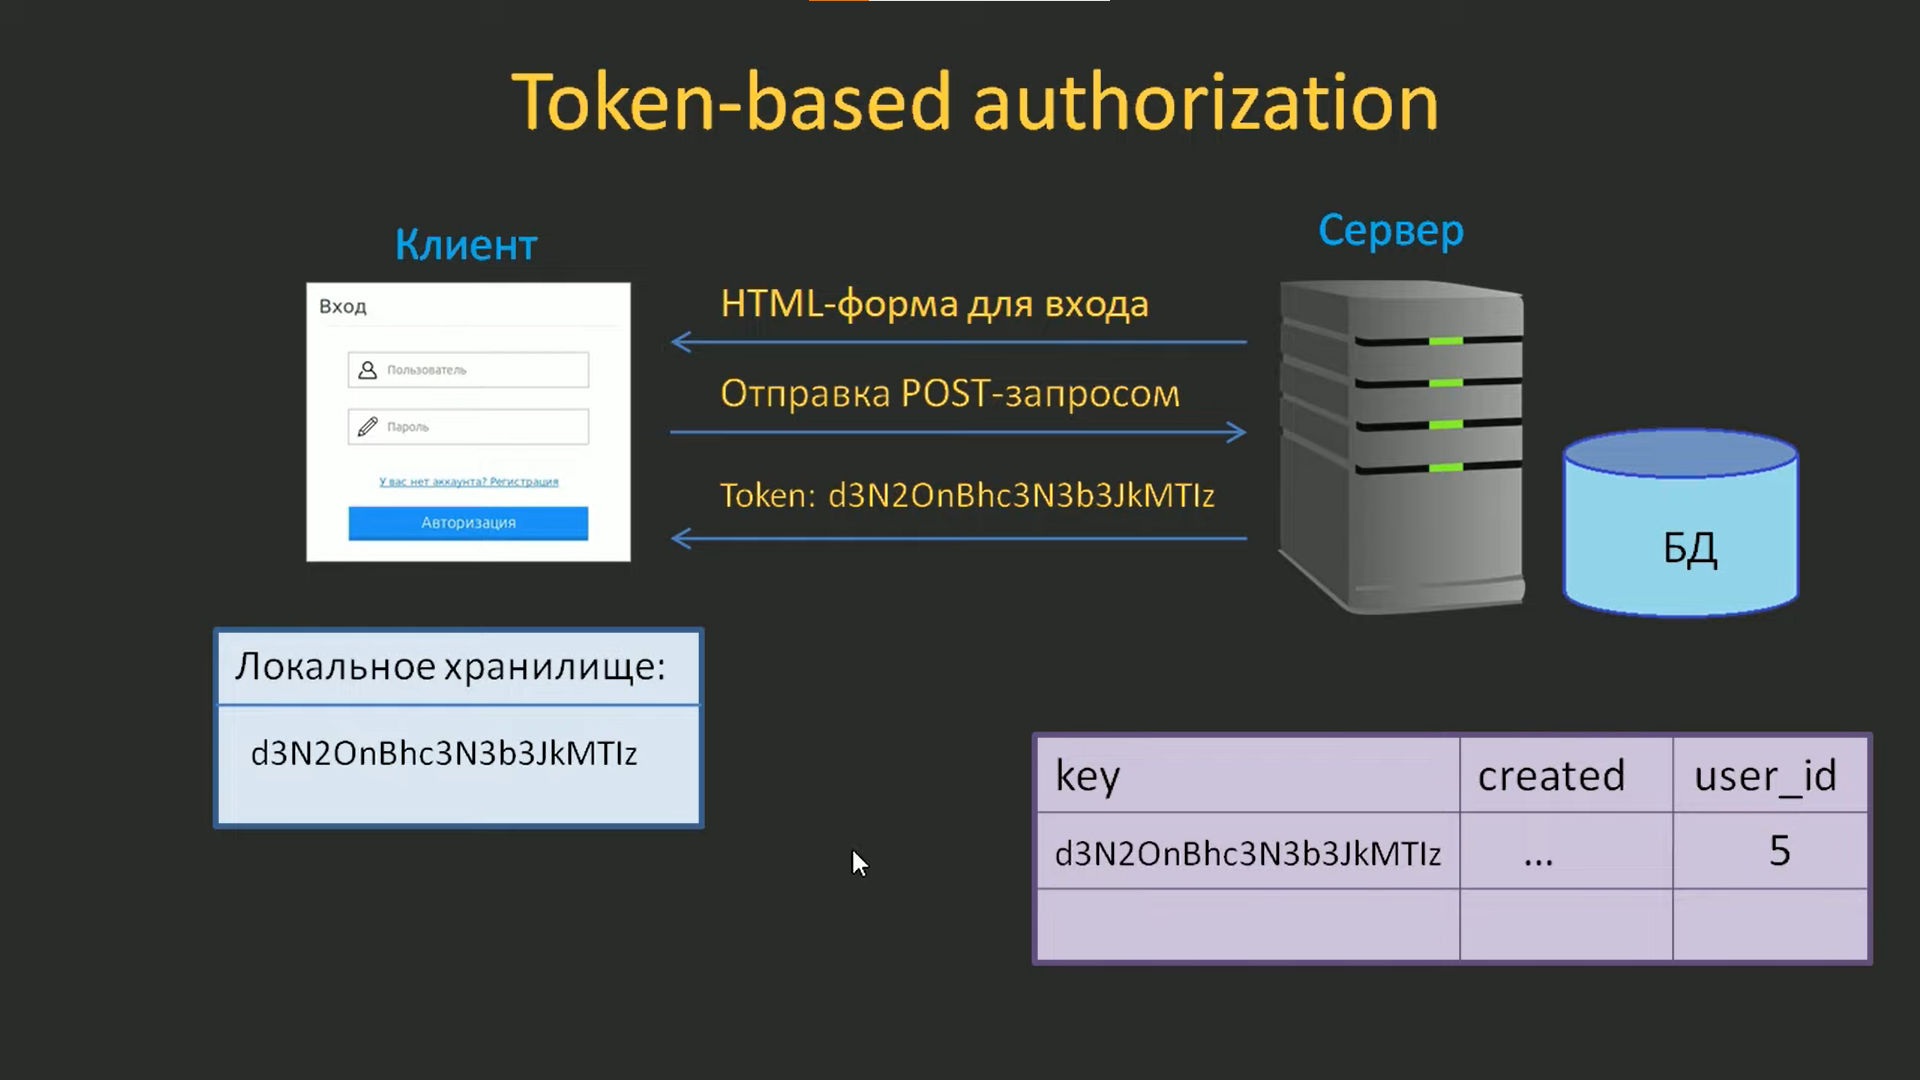 Token-based authorization
Клиент
Сервер
Вход
Пользователь
Пароль
У вас нет аккаунта? Регистрация
Авторизация
HTML-форма для входа
Отправка POST-запросом
Token: d3N2OnBhc3N3b3JkMTIz
БД
Локальное хранилище:
d3N2OnBhc3N3b3JkMTIz
key created user_id
d3N2OnBhc3N3b3JkMTIz ... 5